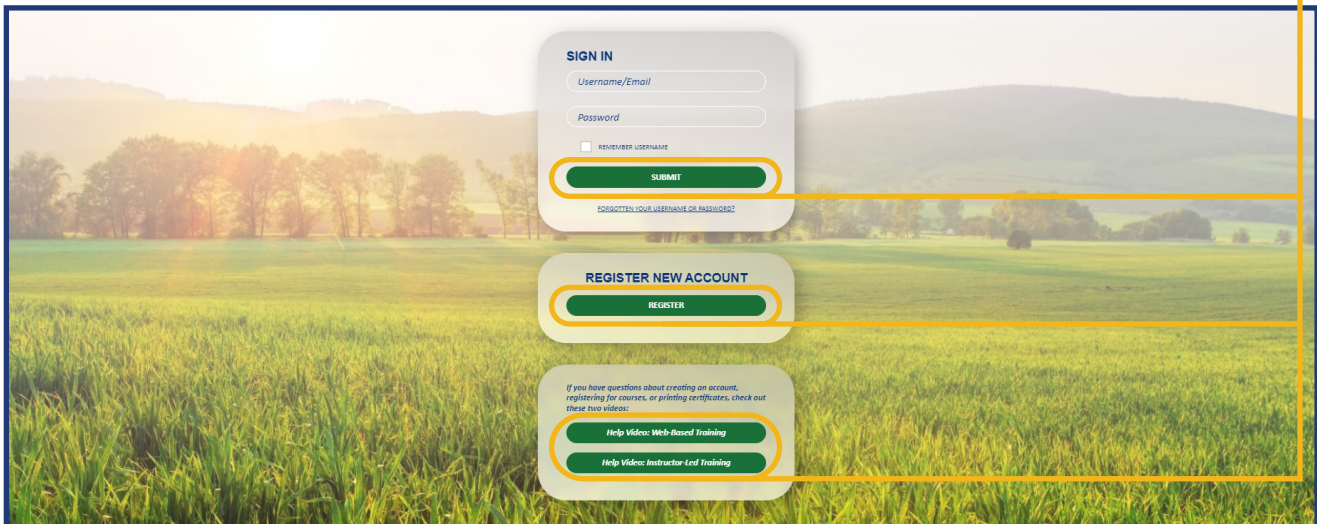 SIGN IN
Username/Email
Password
REMEMBER USERNAME
SUBMIT
FORGOTTEN YOUR USERNAME OR PASSWORD?
REGISTER NEW ACCOUNT
REGISTER
If you have questions about creating an account,
registering for courses, or printing certificates, check out
these two videos:
Help Video: Web-Based Training
Help Video: Instructor-Led Training